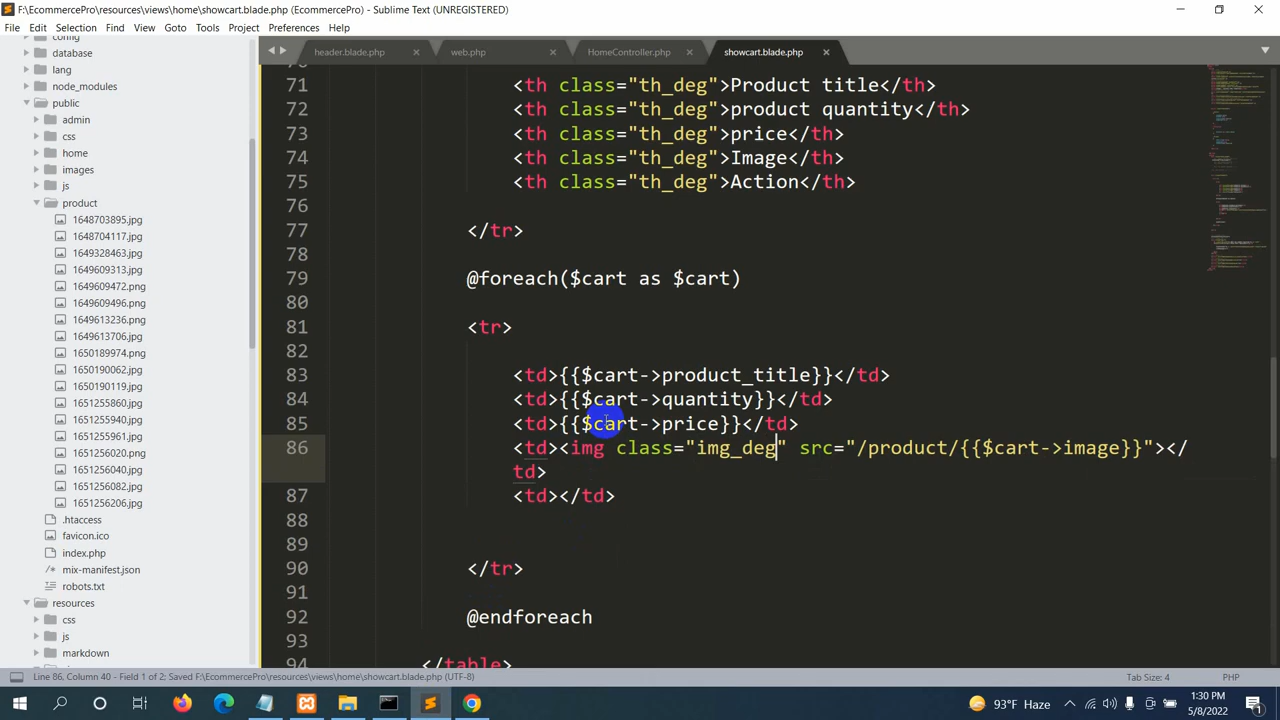 F:\EcommercePro\resources\views\home\showcart.blade.php (EcommercePro) - Sublime Text (UNREGISTERED)
File Edit Selection Find View Goto Tools Project Preferences Help
config
database
lang
node_modules
public
admin
css
home
images
js
product
1648703895.jpg
1648704117.jpg
1649328463.jpg
1649609313.jpg
1649609472.png
1649609496.png
1649613236.png
1649613706.jpg
1650189974.png
1650190062.jpg
1650190119.jpg
1651255860.jpg
1651255940.jpg
1651255961.jpg
1651256020.png
1651256040.jpg
1651256082.jpg
1651256206.jpg
.htaccess
favicon.ico
index.php
mix-manifest.json
robots.txt
resources
css
js
markdown
header.blade.php web.php HomeController.php showcart.blade.php
70
71 <th class="th_deg">Product title</th>
72 <th class="th_deg">product quantity</th>
73 <th class="th_deg">price</th>
74 <th class="th_deg">Image</th>
75 <th class="th_deg">Action</th>
76
77 </tr>
78
79 @foreach($cart as $cart)
80
81 <tr>
82
83 <td>{{$cart->product_title}}</td>
84 <td>{{$cart->quantity}}</td>
85 <td>{{$cart->price}}</td>
86 <td><img class="img_deg" src="/product/{{$cart->image}}"></
td>
87 <td></td>
88
89
90 </tr>
91
92 @endforeach
93
94 </table>
Line 86, Column 40 - Field 1 of 2: Saved F:\EcommercePro\resources\views\home\showcart.blade.php (UTF-8) Tab Size: 4 PHP
93°F Haze 1:30 PM
5/8/2022